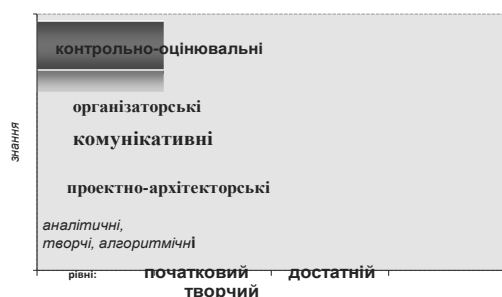 контрольно-оцінювальні
організаторські
комунікативні
проектно-архітекторські
аналітичні,
творчі, алгоритмічні
знання
рівні: початковий достатній
творчий